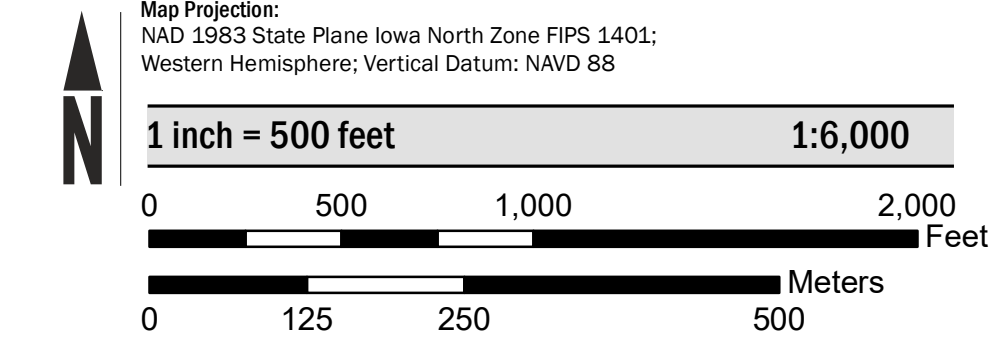 Map Projection:
NAD 1983 State Plane Iowa North Zone FIPS 1401;
Western Hemisphere; Vertical Datum: NAVD 88
N
1 inch = 500 feet 1:6,000
0 500 1,000 2,000
Feet
Meters
0 125 250 500